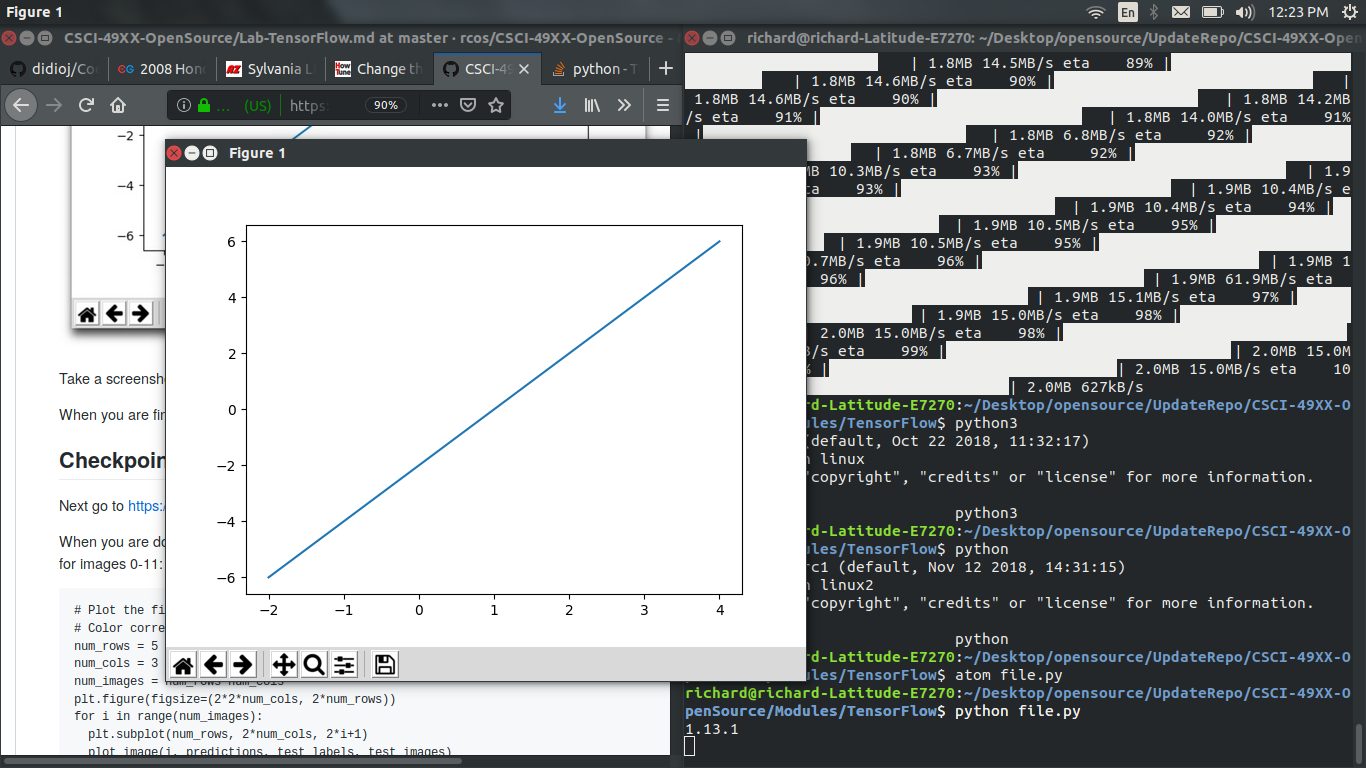 Figure 1
En
12:23 PM
CSCI-49XX-OpenSource/Lab-TensorFlow.md at master · rcos/CSCI-49XX-OpenSource -
didioj/Co
CG 2008 Hon
AZ Sylvania L
How Tune Change th
CSCI-49
python - T
(US) https:
90%
−2
−4
−6
Take a screensh
When you are fin
Checkpoin
Next go to https:/
When you are do
for images 0-11:
# Plot the fi
# Color corre
num_rows = 5
num_cols = 3
num_images = num_rows*num_cols
plt.figure(figsize=(2*2*num_cols, 2*num_rows))
for i in range(num_images):
plt.subplot(num_rows, 2*num_cols, 2*i+1)
plot_image(i, predictions, test_labels, test_images)
Figure 1
6
4
2
0
−2
−4
−6
−2 −1 0 1 2 3 4
richard@richard-Latitude-E7270: ~/Desktop/opensource/UpdateRepo/CSCI-49XX-Open
| 1.8MB 14.5MB/s eta 89% |
| 1.8MB 14.6MB/s eta 90% | |
1.8MB 14.6MB/s eta 90% | | 1.8MB 14.2MB
/s eta 91% | | 1.8MB 14.0MB/s eta 91%
| | 1.8MB 6.8MB/s eta 92% |
| 1.8MB 6.7MB/s eta 92% |
MB 10.3MB/s eta 93% | | 1.9
ta 93% | | 1.9MB 10.4MB/s e
| 1.9MB 10.4MB/s eta 94% |
| 1.9MB 10.5MB/s eta 95% |
| 1.9MB 10.5MB/s eta 95% |
0.7MB/s eta 96% | | 1.9MB 1
96% | | 1.9MB 61.9MB/s eta
| 1.9MB 15.1MB/s eta 97% |
| 1.9MB 15.0MB/s eta 98% |
2.0MB 15.0MB/s eta 98% | |
B/s eta 99% | | 2.0MB 15.0M
% | | 2.0MB 15.0MB/s eta 10
| 2.0MB 627kB/s
rd-Latitude-E7270:~/Desktop/opensource/UpdateRepo/CSCI-49XX-O
ules/TensorFlow$ python3
(default, Oct 22 2018, 11:32:17)
n linux
"copyright", "credits" or "license" for more information.
python3
ard-Latitude-E7270:~/Desktop/opensource/UpdateRepo/CSCI-49XX-O
ules/TensorFlow$ python
rc1 (default, Nov 12 2018, 14:31:15)
n linux2
"copyright", "credits" or "license" for more information.
python
ard-Latitude-E7270:~/Desktop/opensource/UpdateRepo/CSCI-49XX-O
ules/TensorFlow$ atom file.py
richard@richard-Latitude-E7270:~/Desktop/opensource/UpdateRepo/CSCI-49XX-O
penSource/Modules/TensorFlow$ python file.py
1.13.1